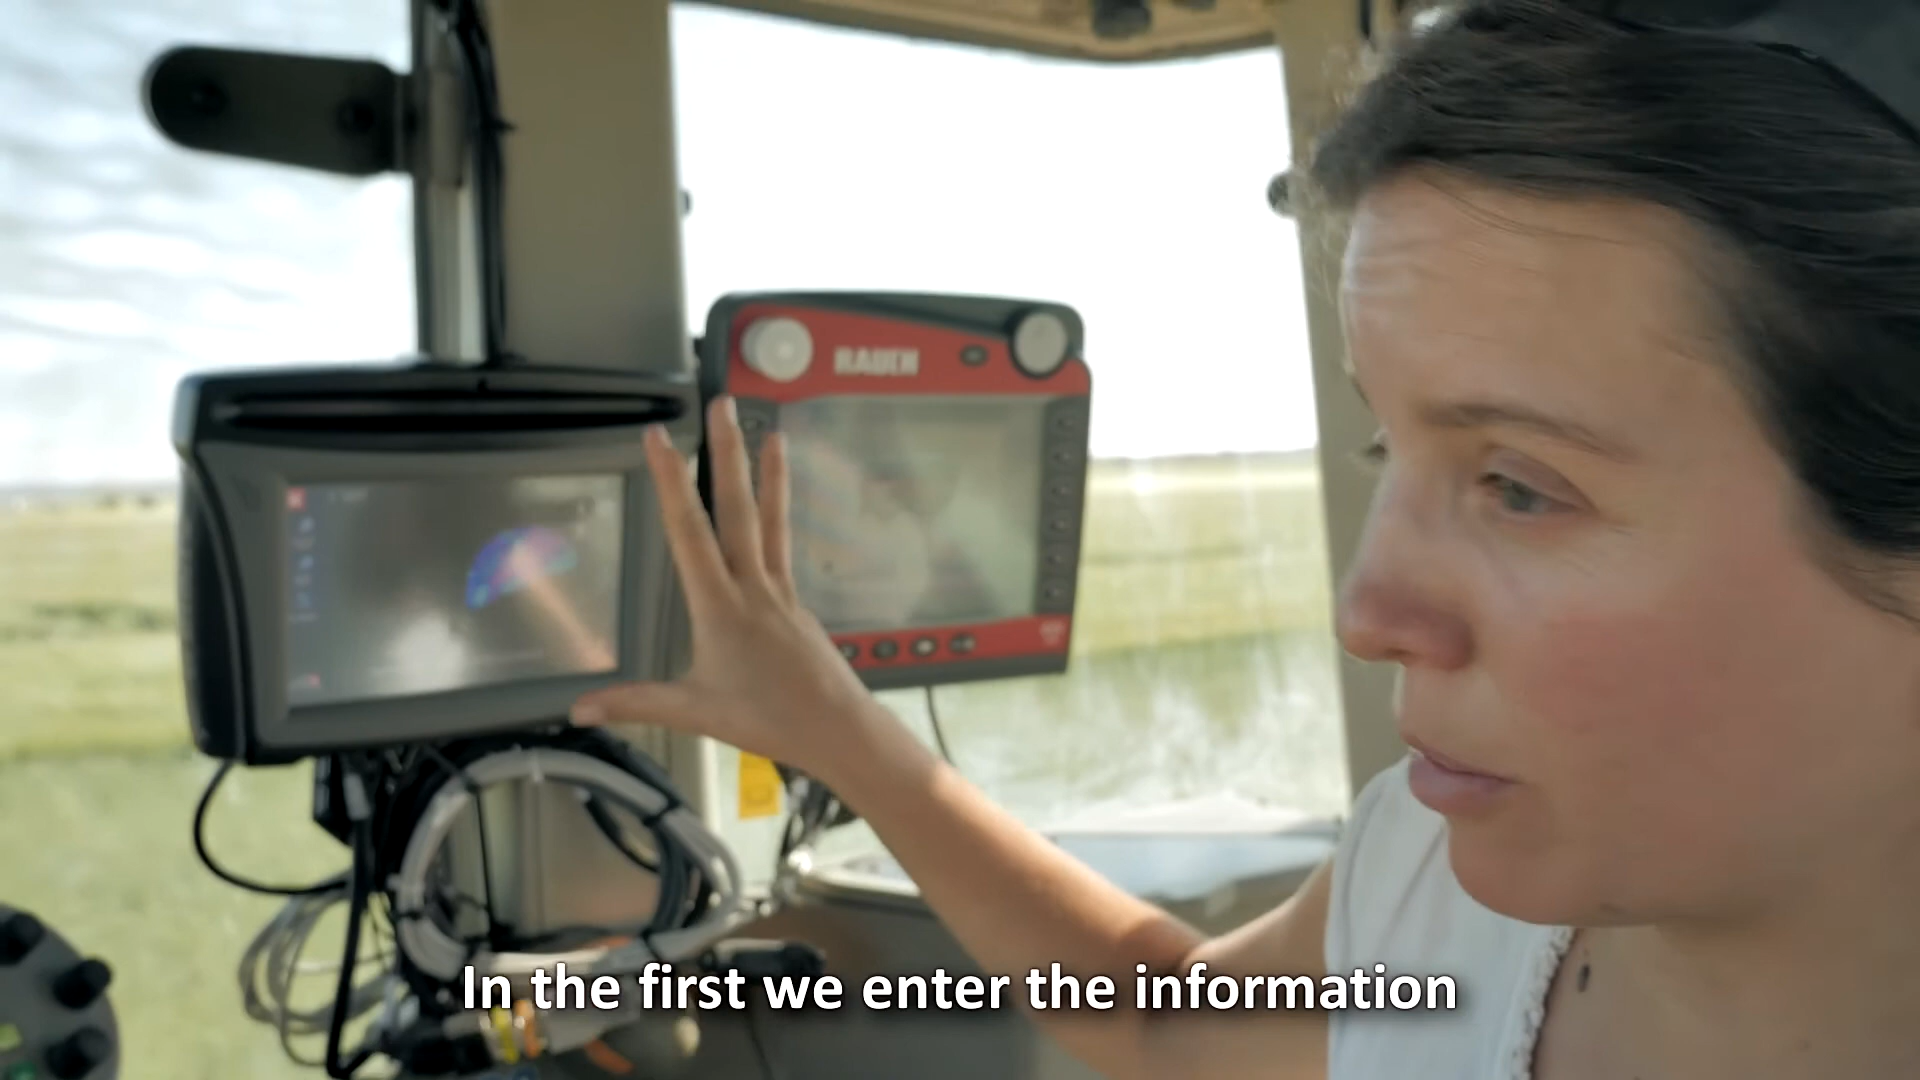 RAUCH
In the first we enter the information